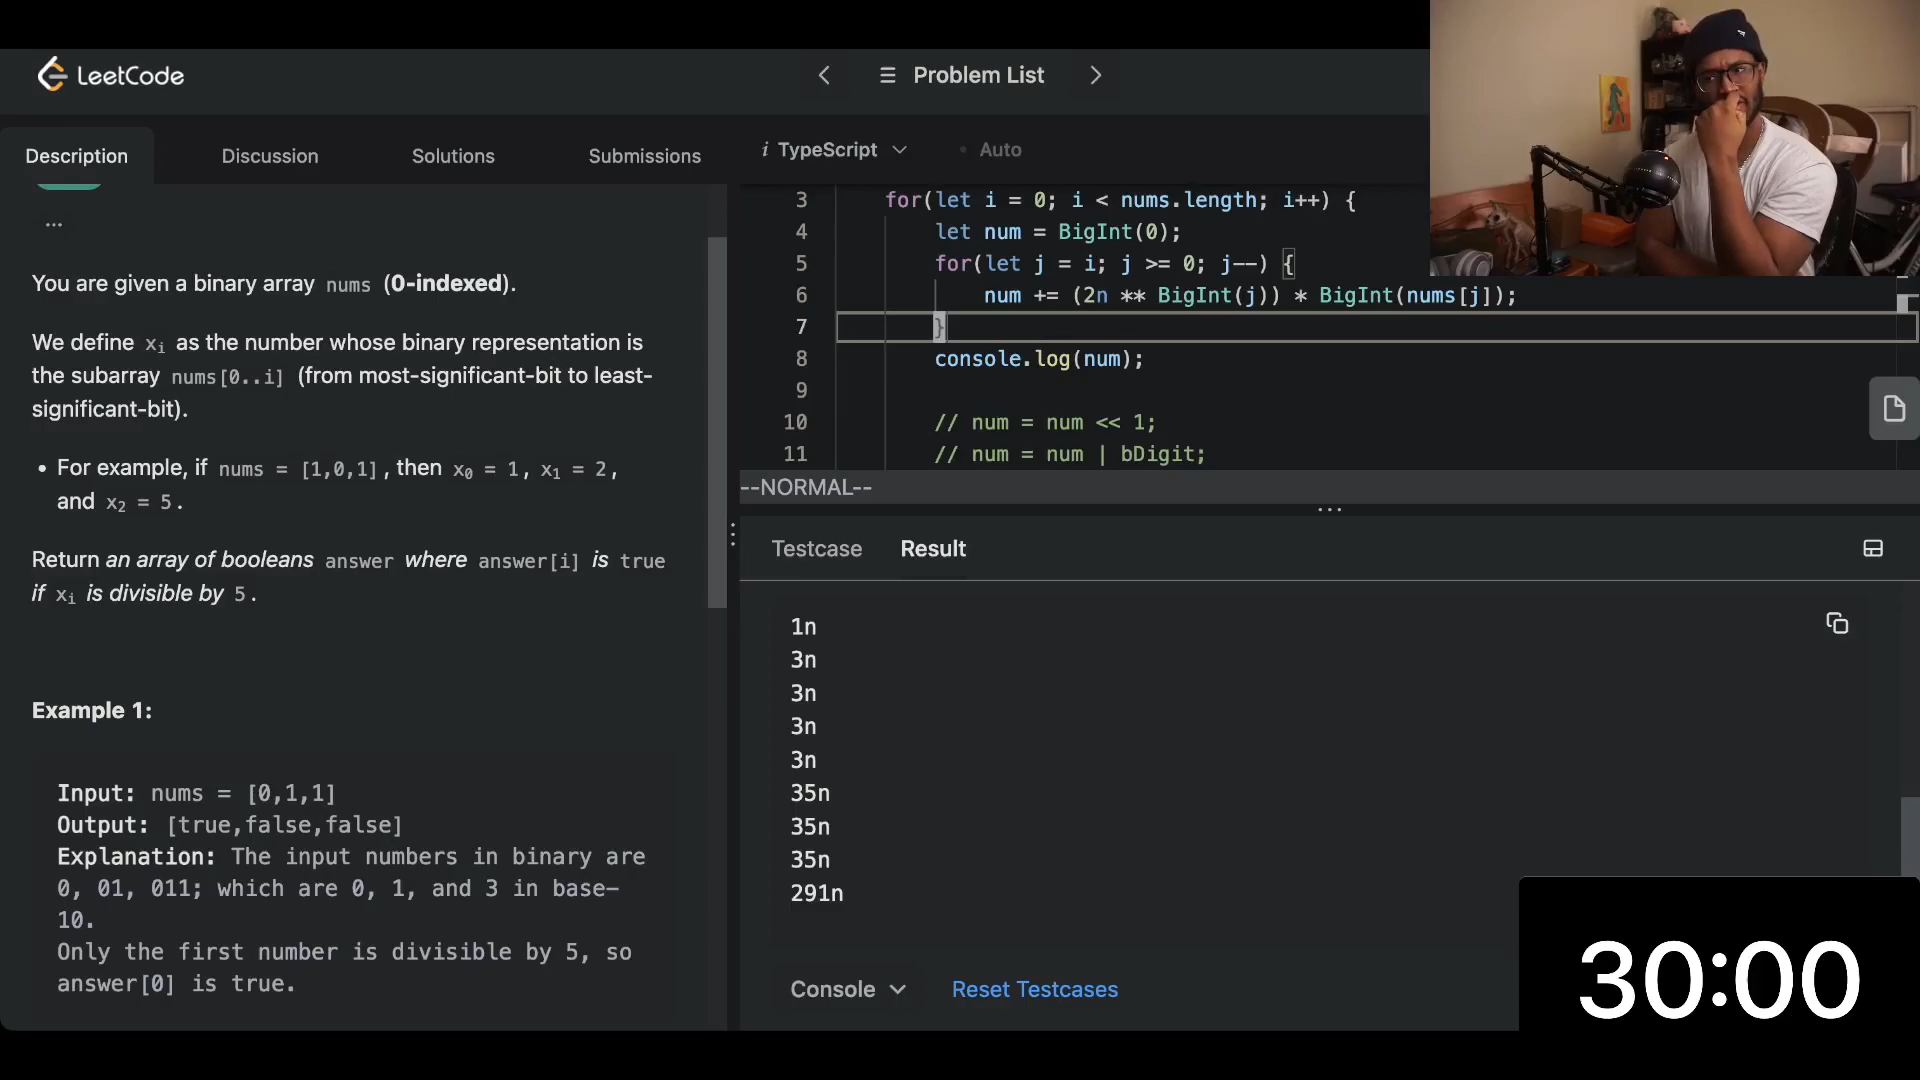 LeetCode
Problem List
Description
Discussion
Solutions
Submissions
i TypeScript
• Auto
...
You are given a binary array nums (0-indexed).
We define xi as the number whose binary representation is
the subarray nums[0..i] (from most-significant-bit to least-
significant-bit).
• For example, if nums = [1,0,1], then x0 = 1, x1 = 2,
and x2 = 5.
Return an array of booleans answer where answer[i] is true
if xi is divisible by 5.
Example 1:
Input: nums = [0,1,1]
Output: [true,false,false]
Explanation: The input numbers in binary are
0, 01, 011; which are 0, 1, and 3 in base-
10.
Only the first number is divisible by 5, so
answer[0] is true.
3 for(let i = 0; i < nums.length; i++) {
4 let num = BigInt(0);
5 for(let j = i; j >= 0; j--) {
6 num += (2n ** BigInt(j)) * BigInt(nums[j]);
7 }
8 console.log(num);
9
10 // num = num << 1;
11 // num = num | bDigit;
--NORMAL--
Testcase
Result
1n
3n
3n
3n
3n
35n
35n
35n
291n
Console
Reset Testcases
30:00